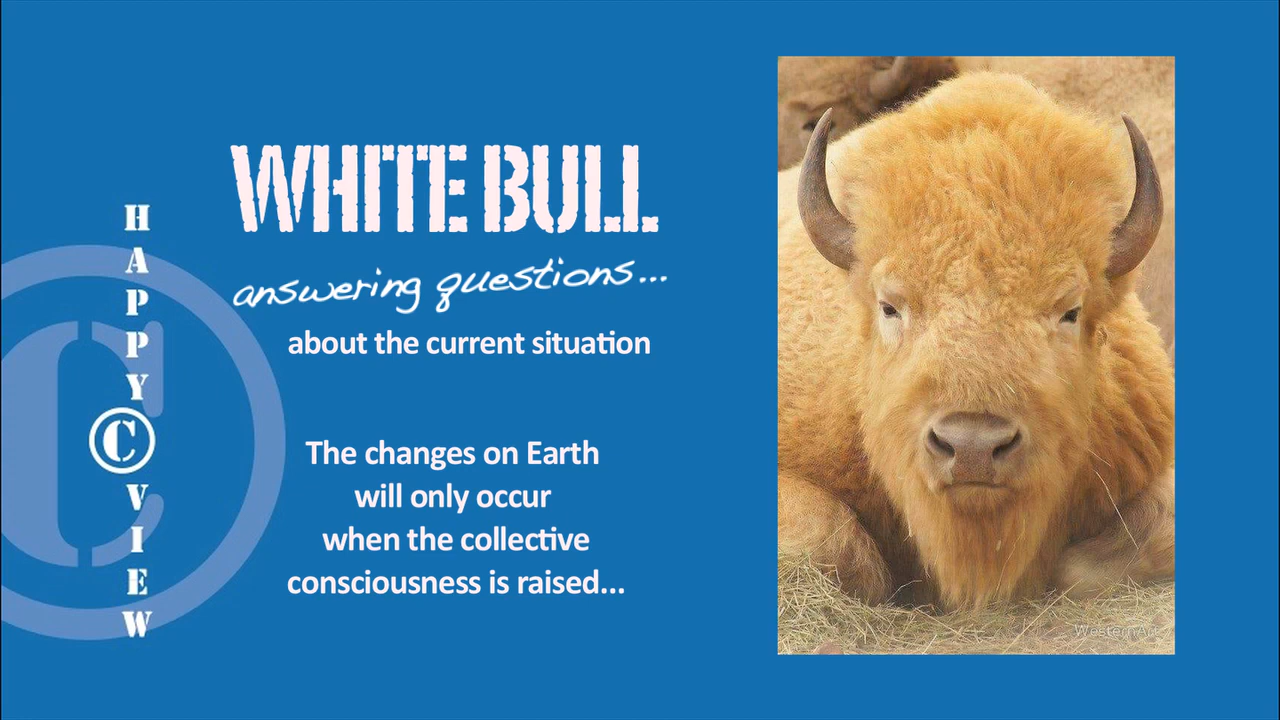 HAPPY
©
VIEW
WHITE BULL
answering questions...
about the current situation
The changes on Earth
will only occur
when the collective
consciousness is raised...
WesternArt